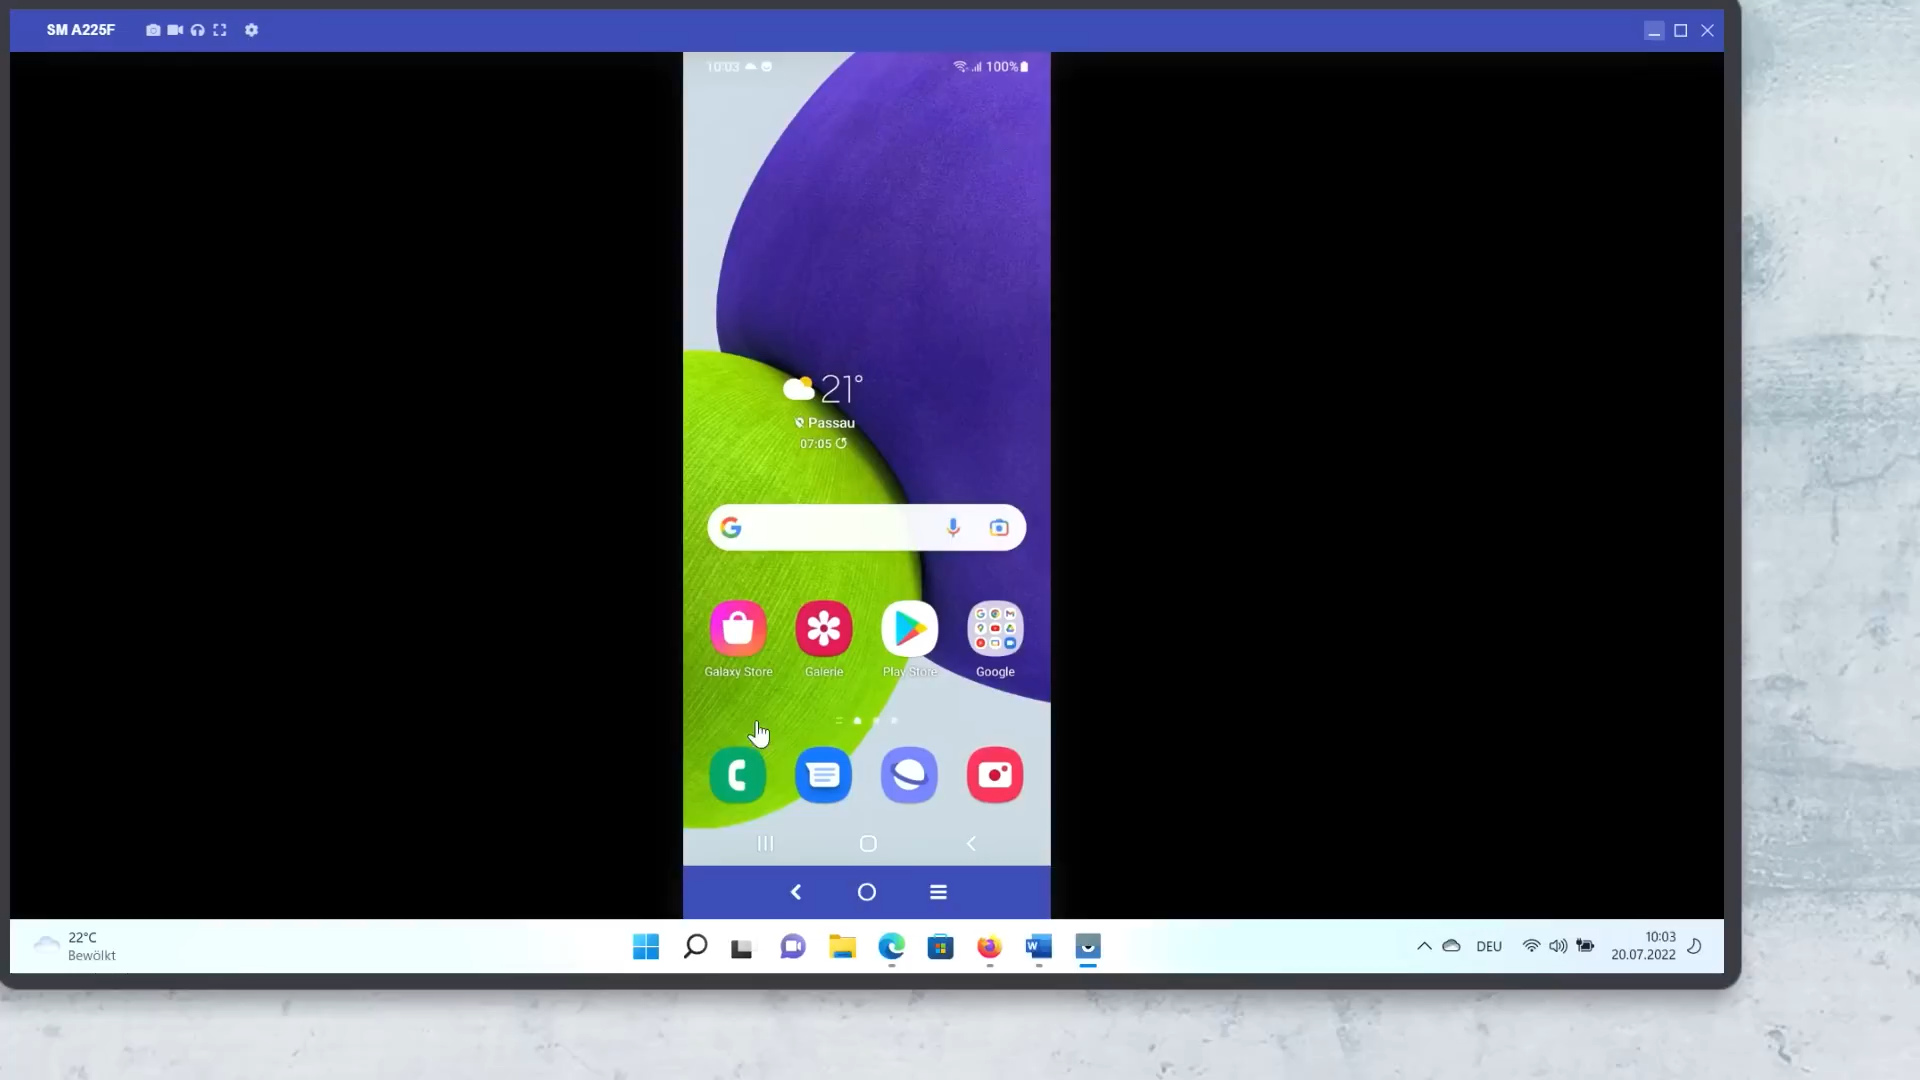 SM A225F
10:03
100%
21°
Passau
07:05
Galaxy Store
Galerie
Play Store
Google
22°C
Bewölkt
DEU
10:03
20.07.2022